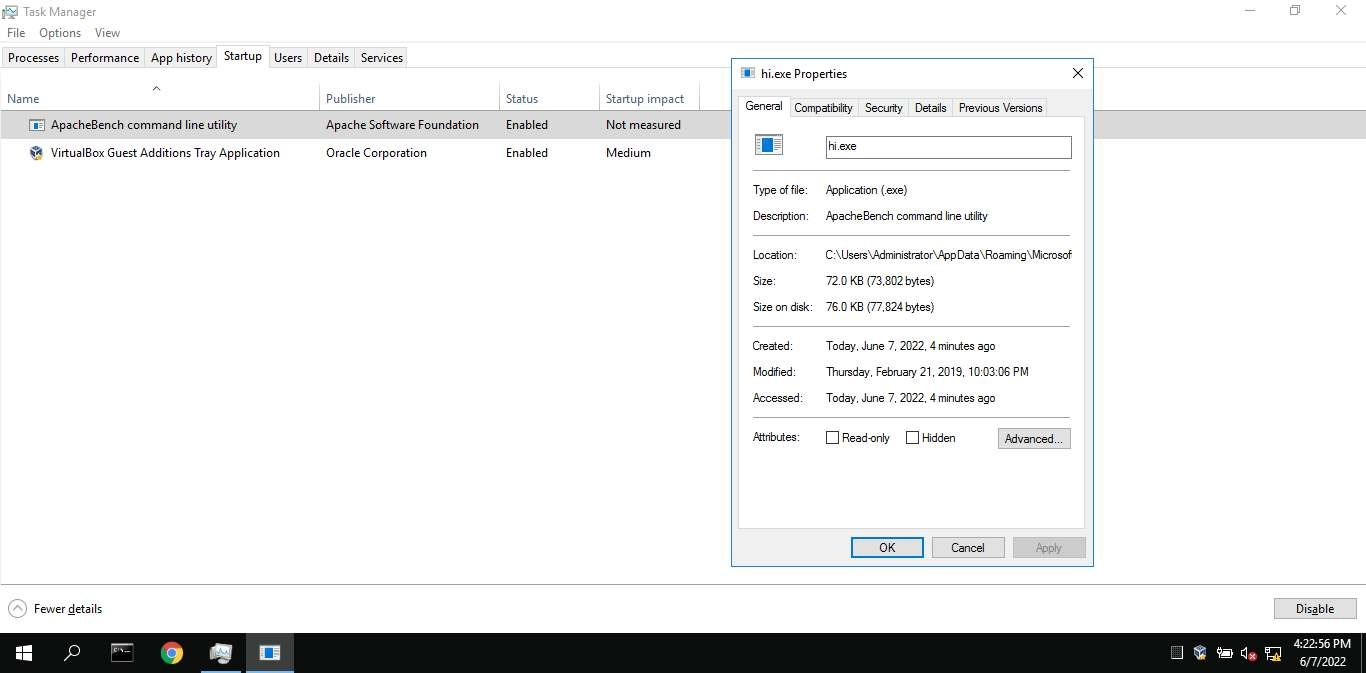 Task Manager
File Options View
Processes Performance App history Startup Users Details Services
Name Publisher Status Startup impact
ApacheBench command line utility Apache Software Foundation Enabled Not measured
VirtualBox Guest Additions Tray Application Oracle Corporation Enabled Medium
hi.exe Properties
General Compatibility Security Details Previous Versions
hi.exe
Type of file: Application (.exe)
Description: ApacheBench command line utility
Location: C:\Users\Administrator\AppData\Roaming\Microsof
Size: 72.0 KB (73,802 bytes)
Size on disk: 76.0 KB (77,824 bytes)
Created: Today, June 7, 2022, 4 minutes ago
Modified: Thursday, February 21, 2019, 10:03:06 PM
Accessed: Today, June 7, 2022, 4 minutes ago
Attributes: Read-only Hidden Advanced...
OK Cancel Apply
Fewer details Disable
4:22:56 PM
6/7/2022